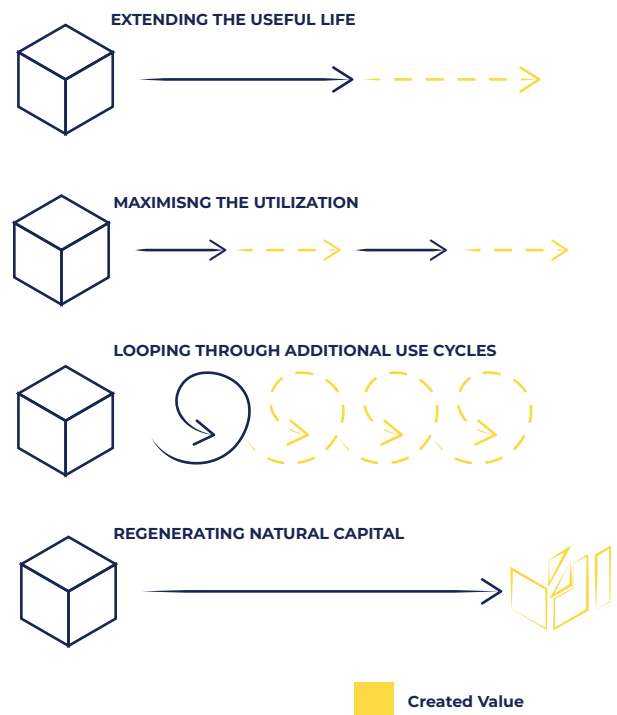 EXTENDING THE USEFUL LIFE
MAXIMISNG THE UTILIZATION
LOOPING THROUGH ADDITIONAL USE CYCLES
REGENERATING NATURAL CAPITAL
Created Value